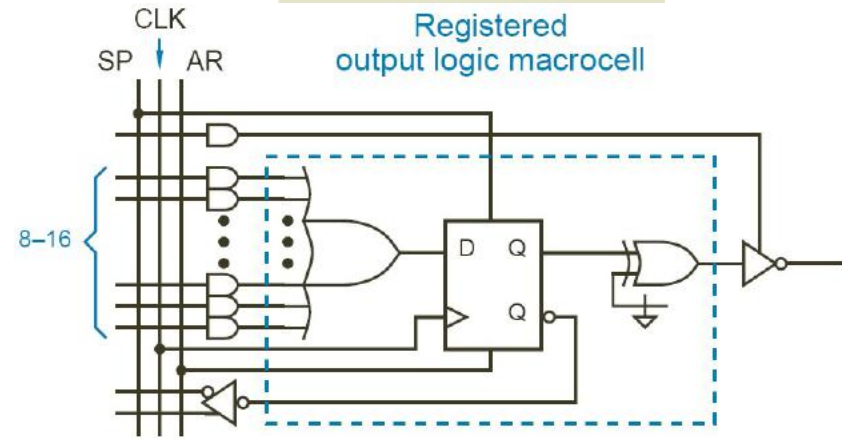 CLK
SP AR
Registered
output logic macrocell
8–16
D Q
Q